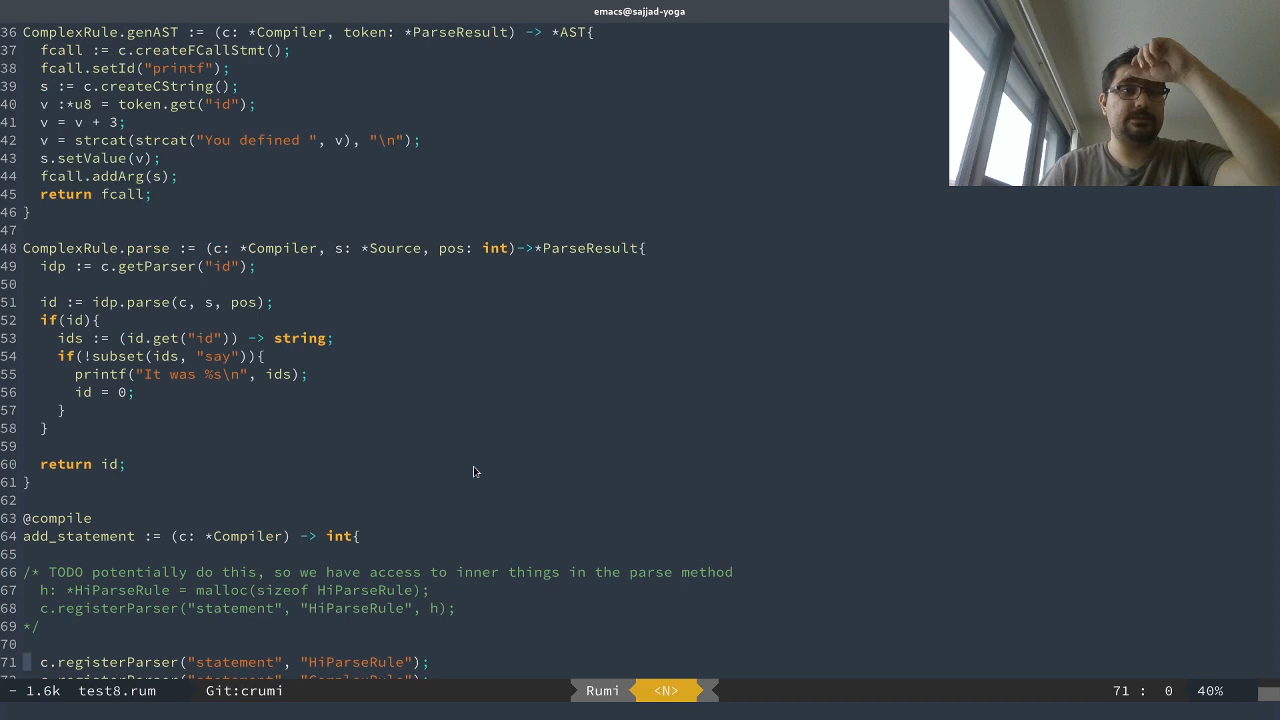 emacs@sajjad-yoga
36 ComplexRule.genAST := (c: *Compiler, token: *ParseResult) -> *AST{
37   fcall := c.createFCallStmt();
38   fcall.setId("printf");
39   s := c.createCString();
40   v :*u8 = token.get("id");
41   v = v + 3;
42   v = strcat(strcat("You defined ", v), "\n");
43   s.setValue(v);
44   fcall.addArg(s);
45   return fcall;
46 }
47
48 ComplexRule.parse := (c: *Compiler, s: *Source, pos: int)->*ParseResult{
49   idp := c.getParser("id");
50
51   id := idp.parse(c, s, pos);
52   if(id){
53     ids := (id.get("id")) -> string;
54     if(!subset(ids, "say")){
55       printf("It was %s\n", ids);
56       id = 0;
57     }
58   }
59
60   return id;
61 }
62
63 @compile
64 add_statement := (c: *Compiler) -> int{
65
66 /* TODO potentially do this, so we have access to inner things in the parse method
67   h: *HiParseRule = malloc(sizeof HiParseRule);
68   c.registerParser("statement", "HiParseRule", h);
69 */
70
71   c.registerParser("statement", "HiParseRule");
72   c.registerParser("statement", "ComplexRule");
- 1.6k test8.rum Git:crumi Rumi <N> 71 : 0 40%